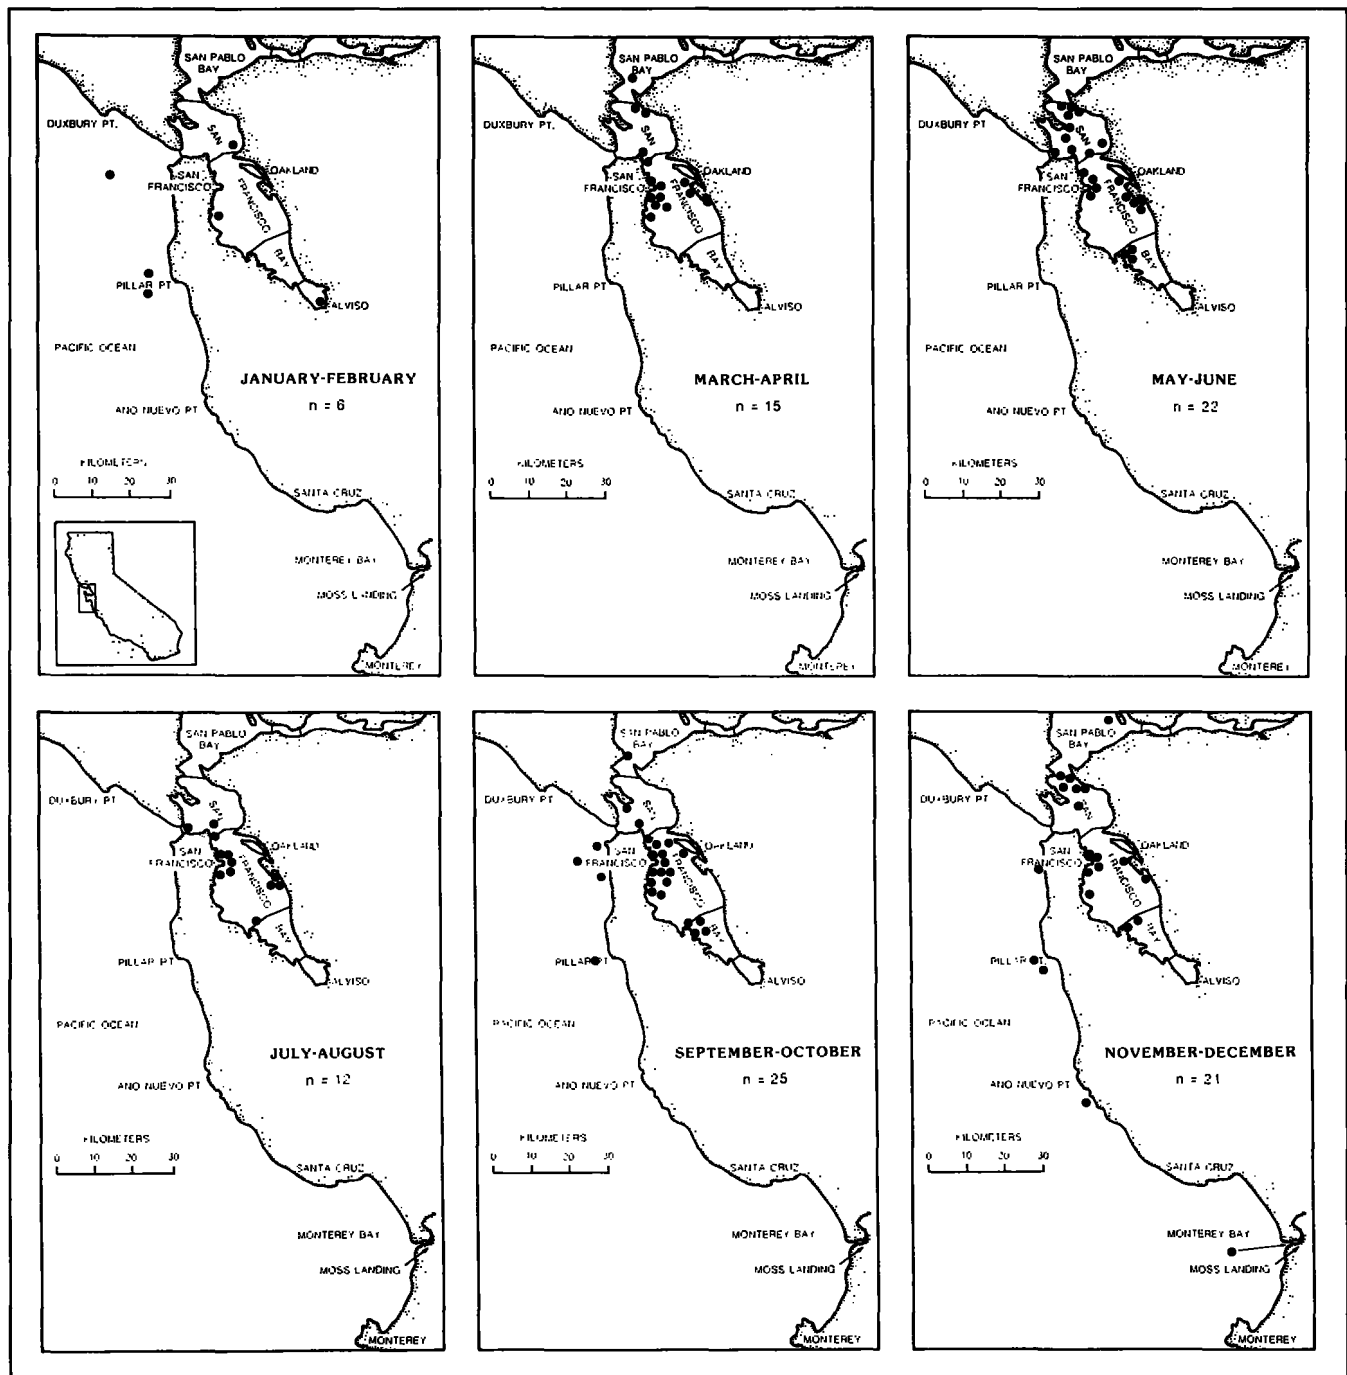 SAN PABLO
BAY
DUXBURY PT.
SAN
OAKLAND
SAN
FRANCISCO
FRANCISCO
BAY
PILLAR PT
ALVISO
PACIFIC OCEAN
JANUARY-FEBRUARY
n = 6
ANO NUEVO PT
KILOMETERS
0 10 30
SANTA CRUZ
MONTEREY BAY
MOSS LANDING
MONTEREY
SAN PABLO
BAY
DUXBURY PT.
SAN
OAKLAND
SAN
FRANCISCO
FRANCISCO
BAY
PILLAR PT
ALVISO
PACIFIC OCEAN
MARCH-APRIL
n = 15
ANO NUEVO PT
KILOMETERS
0 10 30
SANTA CRUZ
MONTEREY BAY
MOSS LANDING
MONTEREY
SAN PABLO
BAY
DUXBURY PT
SAN
OAKLAND
SAN
FRANCISCO
FRANCISCO
BAY
PILLAR PT
ALVISO
PACIFIC OCEAN
MAY-JUNE
n = 22
ANO NUEVO PT
KILOMETERS
0 10 30
SANTA CRUZ
MONTEREY BAY
MOSS LANDING
MONTEREY
SAN PABLO
BAY
DUXBURY PT
SAN
OAKLAND
SAN
FRANCISCO
FRANCISCO
BAY
PILLAR PT
ALVISO
PACIFIC OCEAN
JULY-AUGUST
n = 12
ANO NUEVO PT
KILOMETERS
0 10 30
SANTA CRUZ
MONTEREY BAY
MOSS LANDING
MONTEREY
SAN PABLO
BAY
DUXBURY PT
SAN
OAKLAND
SAN
FRANCISCO
FRANCISCO
BAY
PILLAR PT
ALVISO
PACIFIC OCEAN
SEPTEMBER-OCTOBER
n = 25
ANO NUEVO PT
KILOMETERS
0 10 30
SANTA CRUZ
MONTEREY BAY
MOSS LANDING
MONTEREY
SAN PABLO
BAY
DUXBURY PT
SAN
OAKLAND
SAN
FRANCISCO
FRANCISCO
BAY
PILLAR PT.
ALVISO
PACIFIC OCEAN
NOVEMBER-DECEMBER
n = 21
ANO NUEVO PT
KILOMETERS
0 10 30
SANTA CRUZ
MONTEREY BAY
MOSS LANDING
MONTEREY